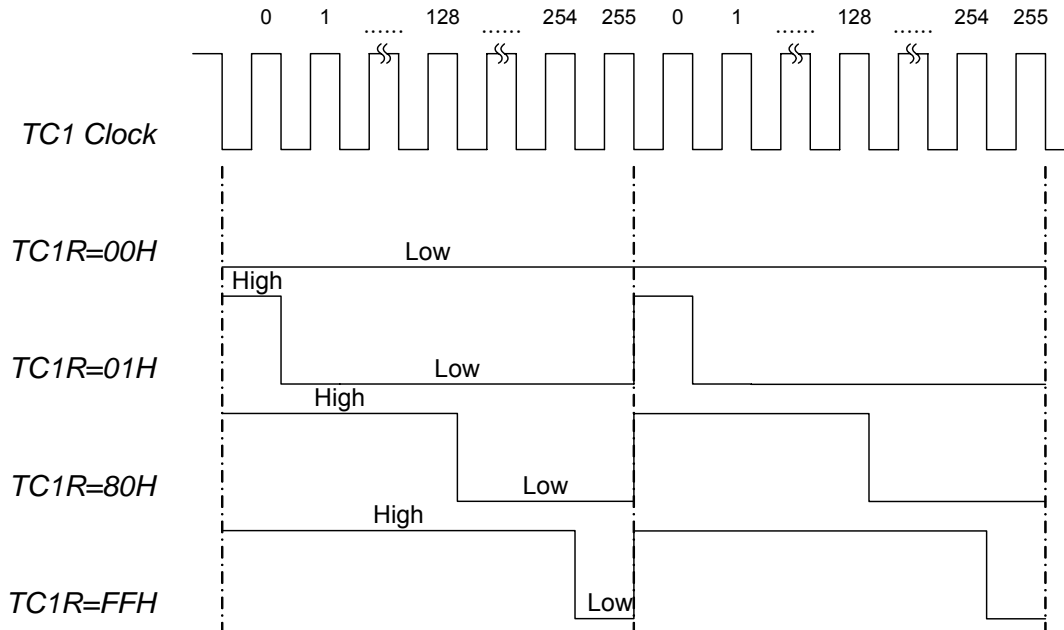 0 1 ...... 128 ...... 254 255 0 1 ...... 128 ...... 254 255
TC1 Clock
TC1R=00H
Low
High
TC1R=01H
Low
High
TC1R=80H
Low
High
TC1R=FFH
Low